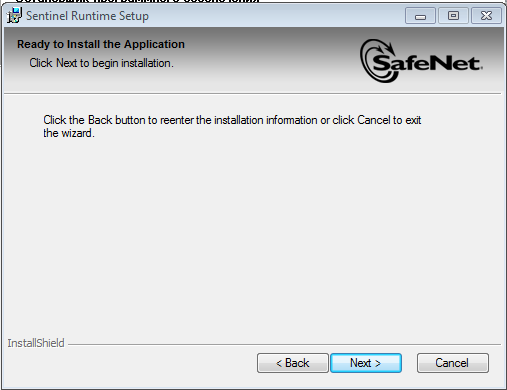 Sentinel Runtime Setup
Ready to Install the Application
Click Next to begin installation.
SafeNet.
Click the Back button to reenter the installation information or click Cancel to exit
the wizard.
InstallShield
< Back
Next >
Cancel